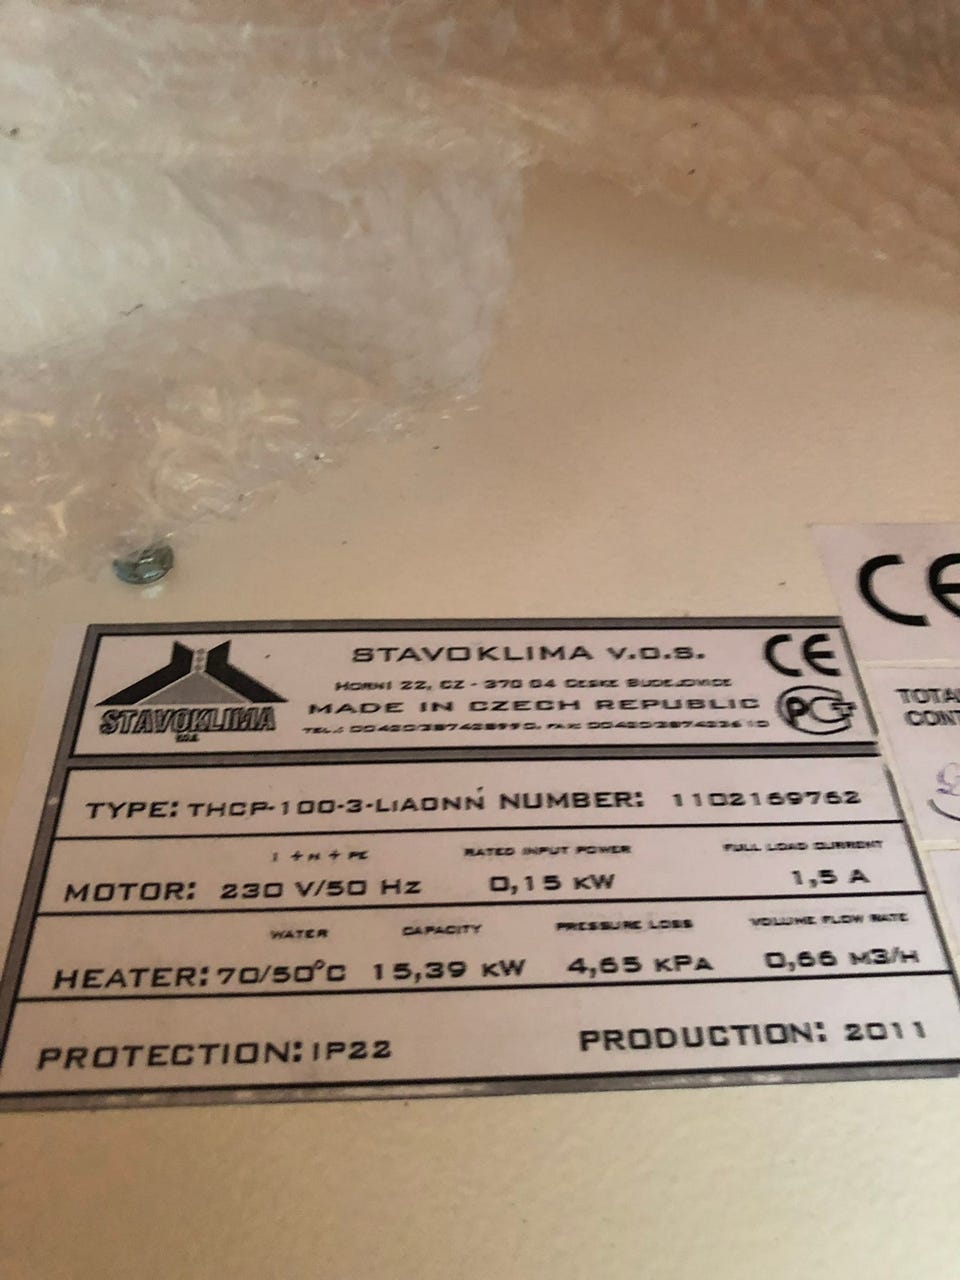 STAVOKLIMA V.O.S.
HORNI 22, CZ - 370 04 CESKE BUDEJOVICE
MADE IN CZECH REPUBLIC
STAVOKLIMA
CE
TYPE: THCP-100-3-LIAONN NUMBER: 1102169762
1 + N + PE RATED INPUT POWER FULL LOAD CURRENT
MOTOR: 230 V/50 HZ 0,15 KW 1,5 A
WATER CAPACITY PRESSURE LOSS VOLUME FLOW RATE
HEATER: 70/50°C 15,39 KW 4,65 KPA 0,66 M3/H
PROTECTION: IP22 PRODUCTION: 2011
CE